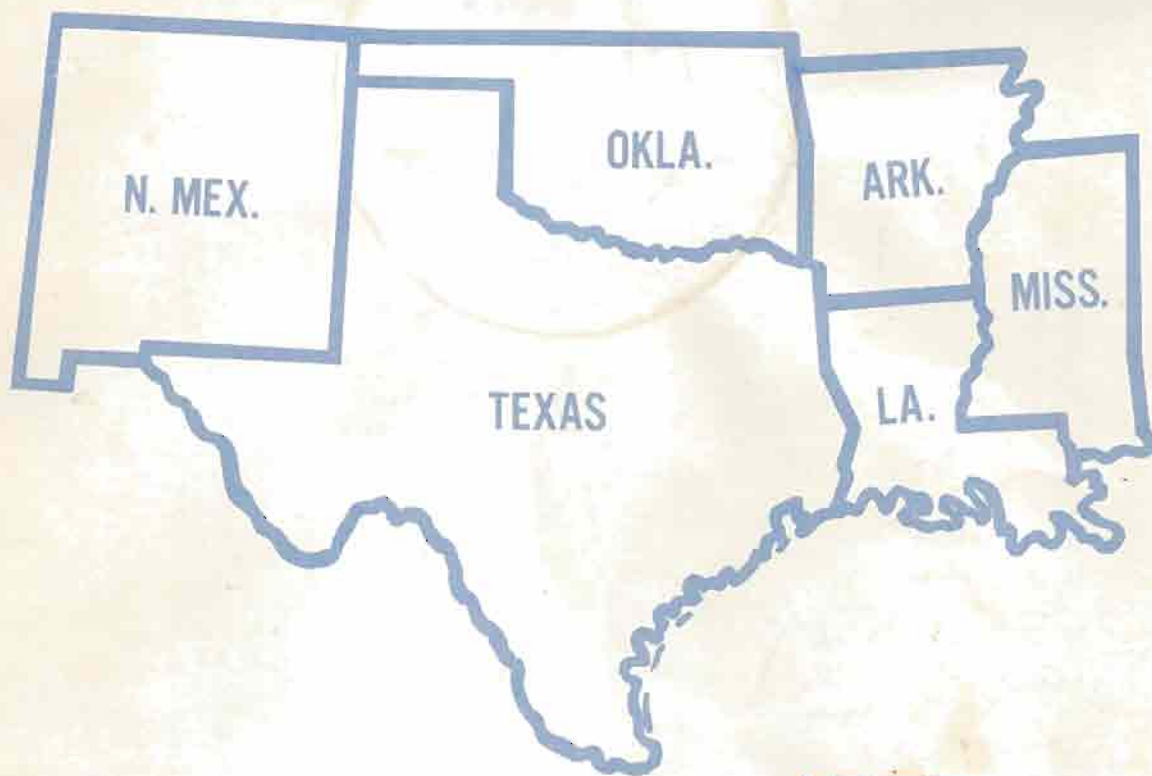 OKLA.
ARK.
N. MEX.
MISS.
TEXAS
LA.